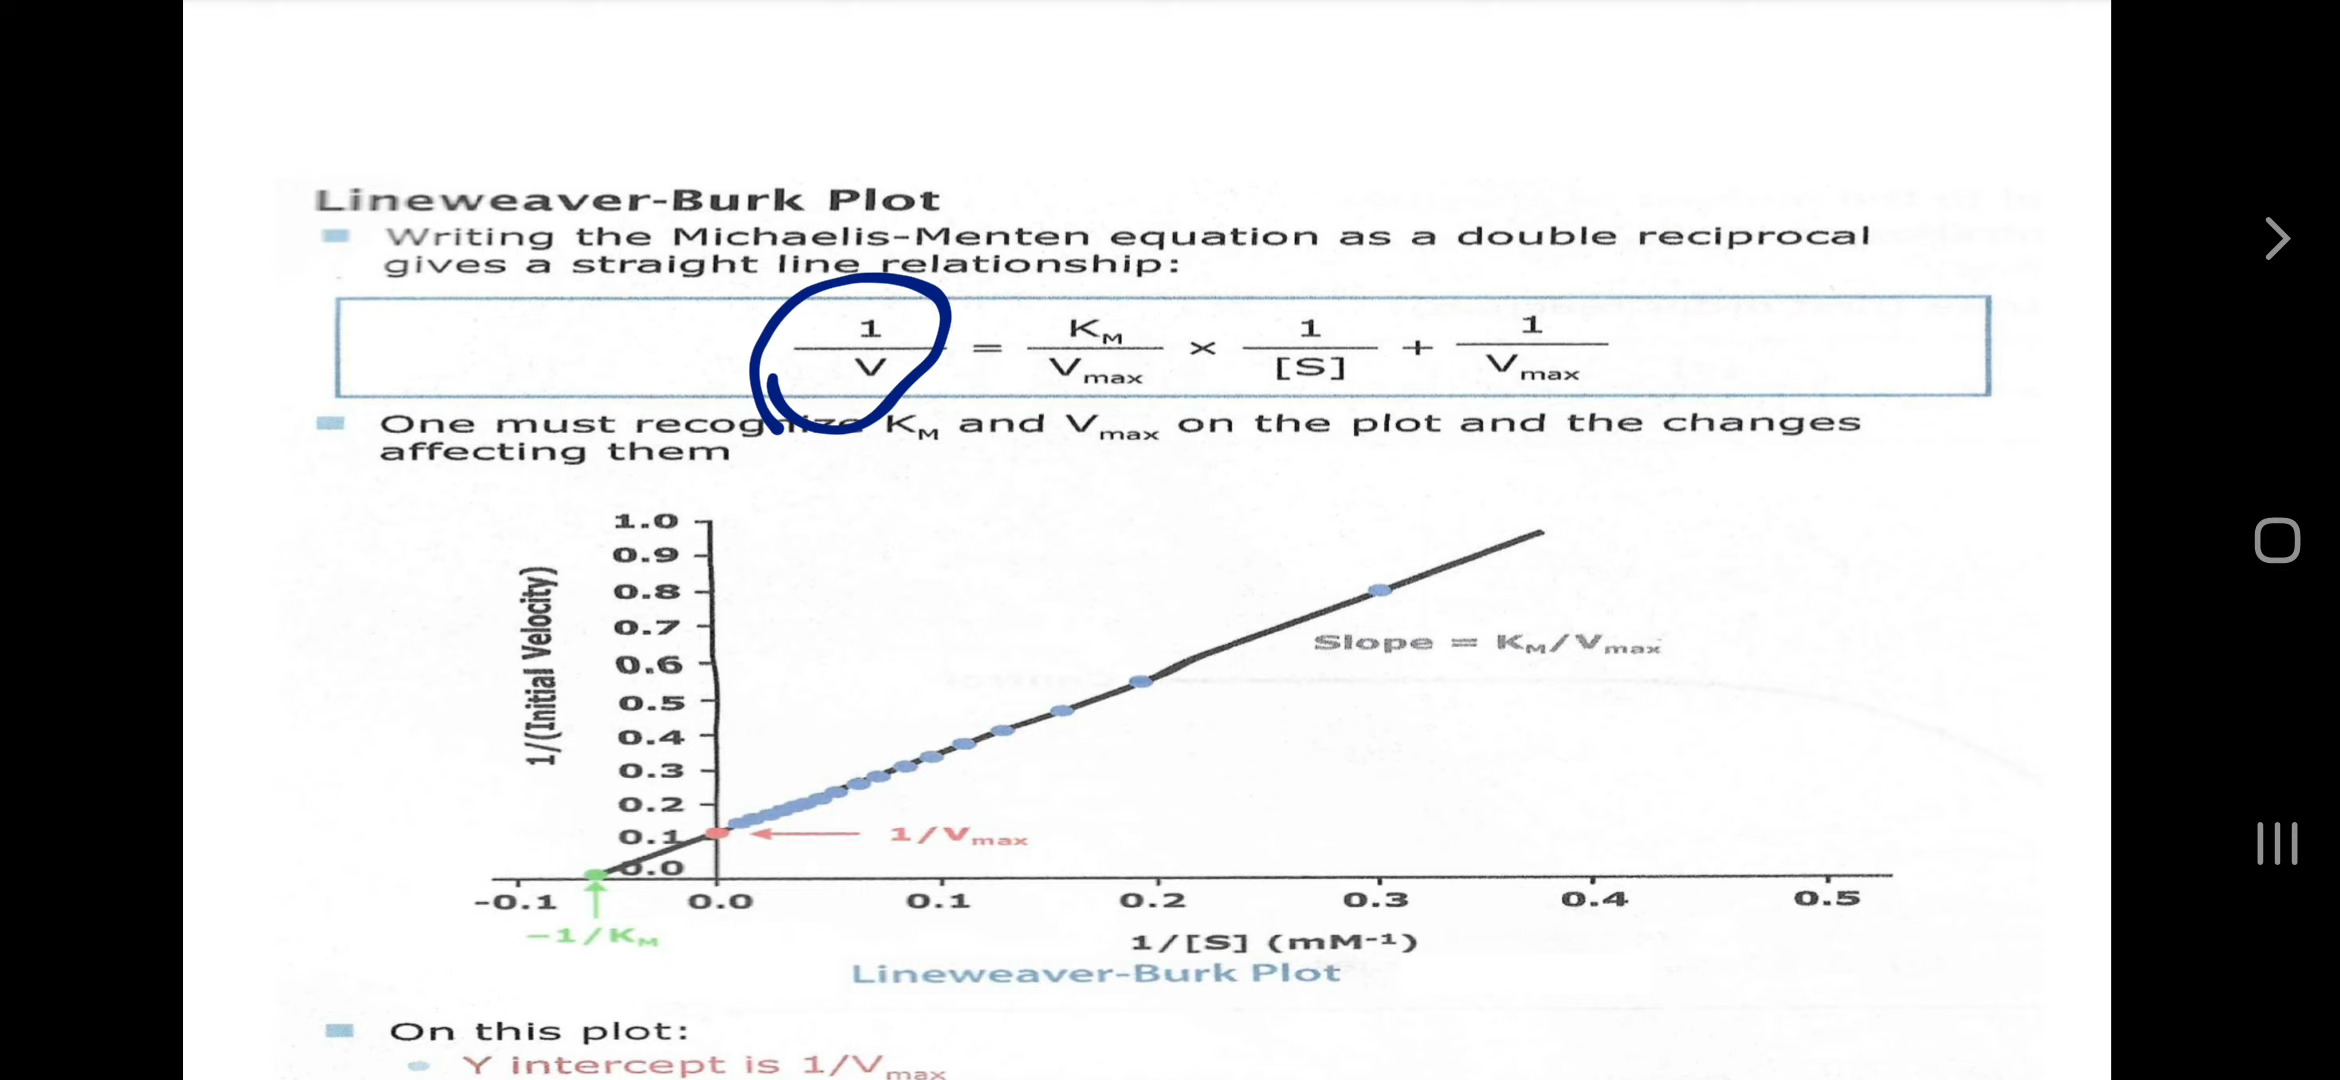 Lineweaver-Burk Plot
Writing the Michaelis-Menten equation as a double reciprocal
gives a straight line relationship:
1/V = KM/Vmax × 1/[S] + 1/Vmax
One must recognize KM and Vmax on the plot and the changes
affecting them
1.0
0.9
0.8
0.7
0.6
0.5
0.4
0.3
0.2
0.1
0.0
1/(Initial Velocity)
Slope = KM/Vmax
1/Vmax
-0.1 0.0 0.1 0.2 0.3 0.4 0.5
-1/KM
1/[S] (mM-1)
Lineweaver-Burk Plot
On this plot:
Y intercept is 1/Vmax